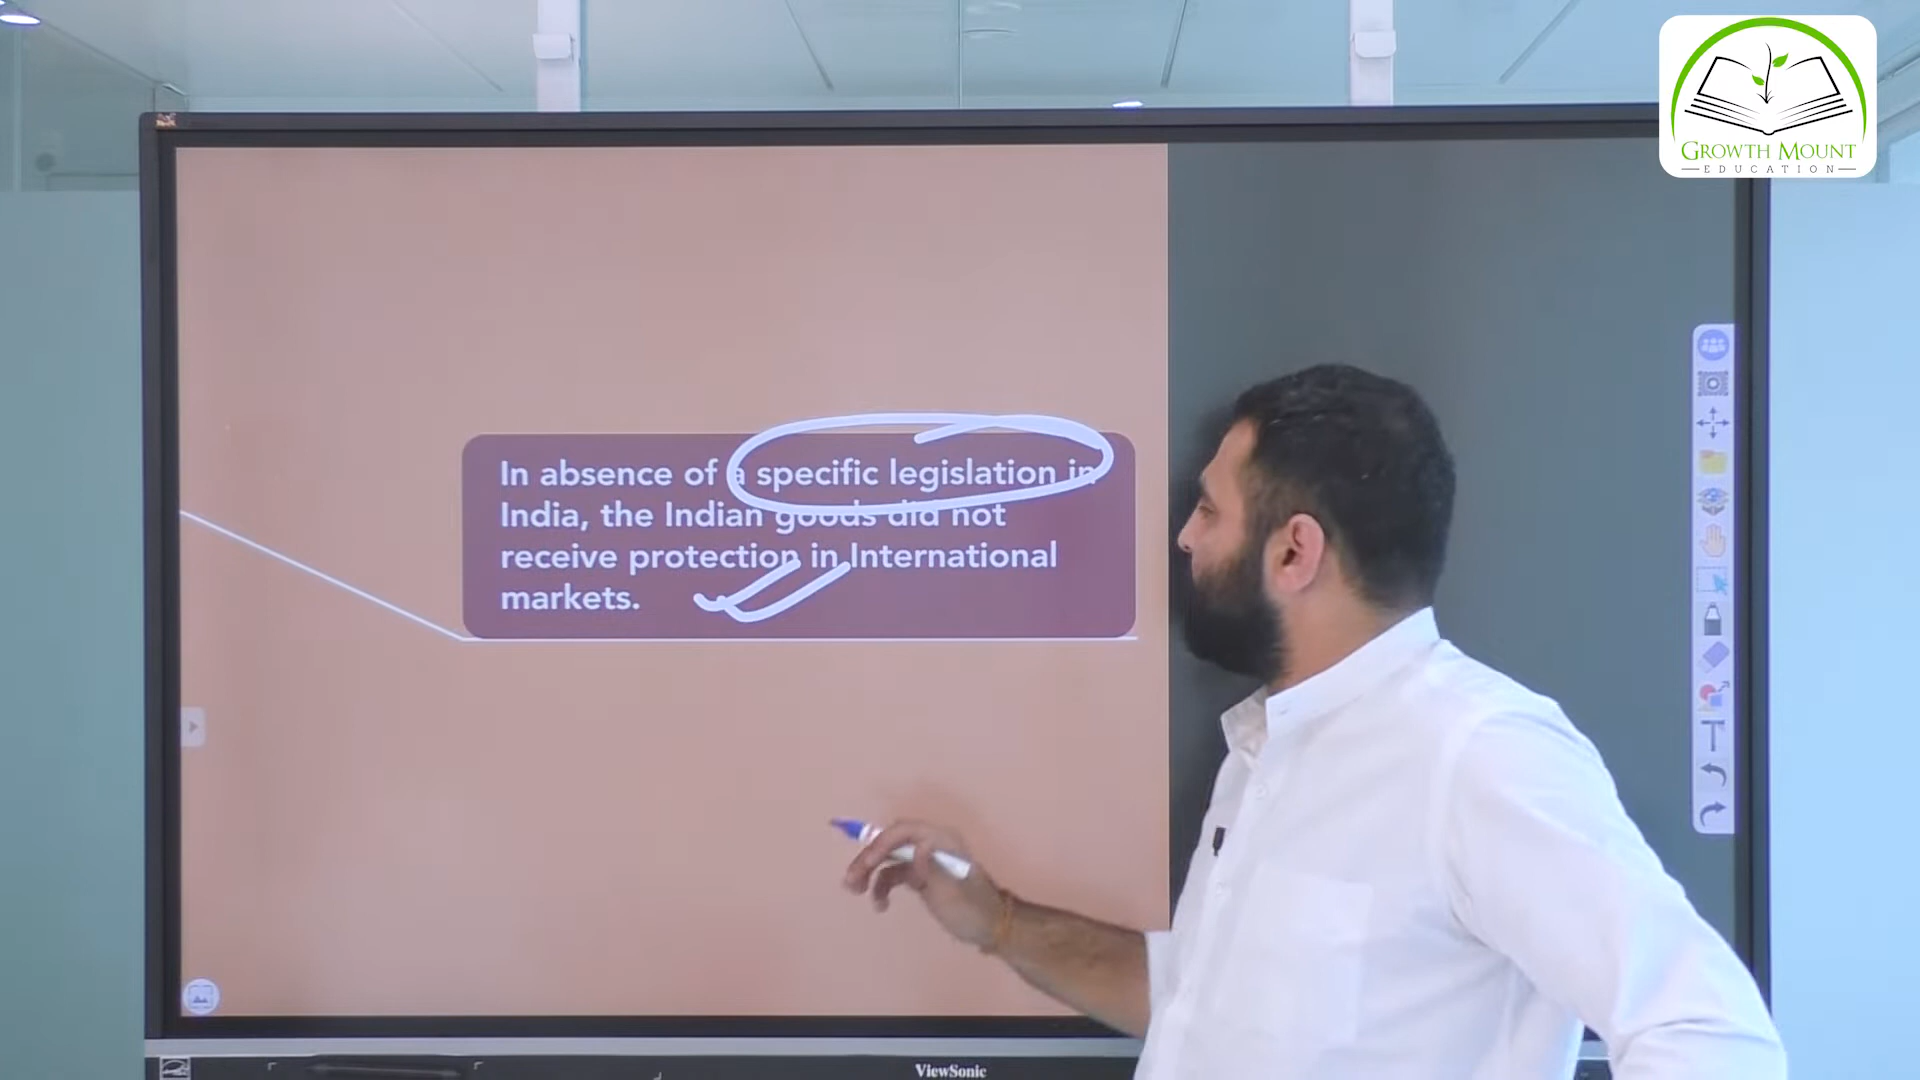 GROWTH MOUNT
EDUCATION
In absence of a specific legislation in
India, the Indian goods did not
receive protection in International
markets.
T
ViewSonic